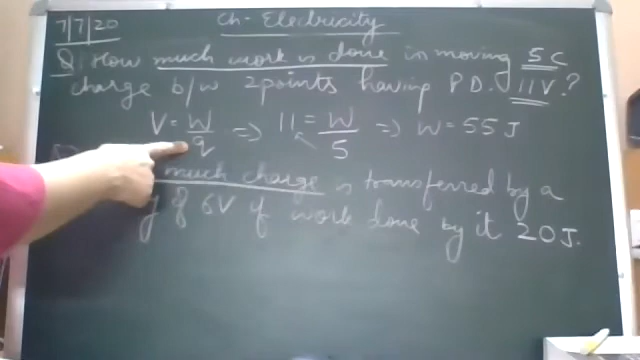 7/7/20
Ch- Electricity
Q1 How much work is done in moving 5C
charge b/w 2 points having P.D. 11V.?
V = W/q ⇒ 11 = W/5 ⇒ W = 55 J
much charge is transferred by a
y of 6V if work done by it 20J.